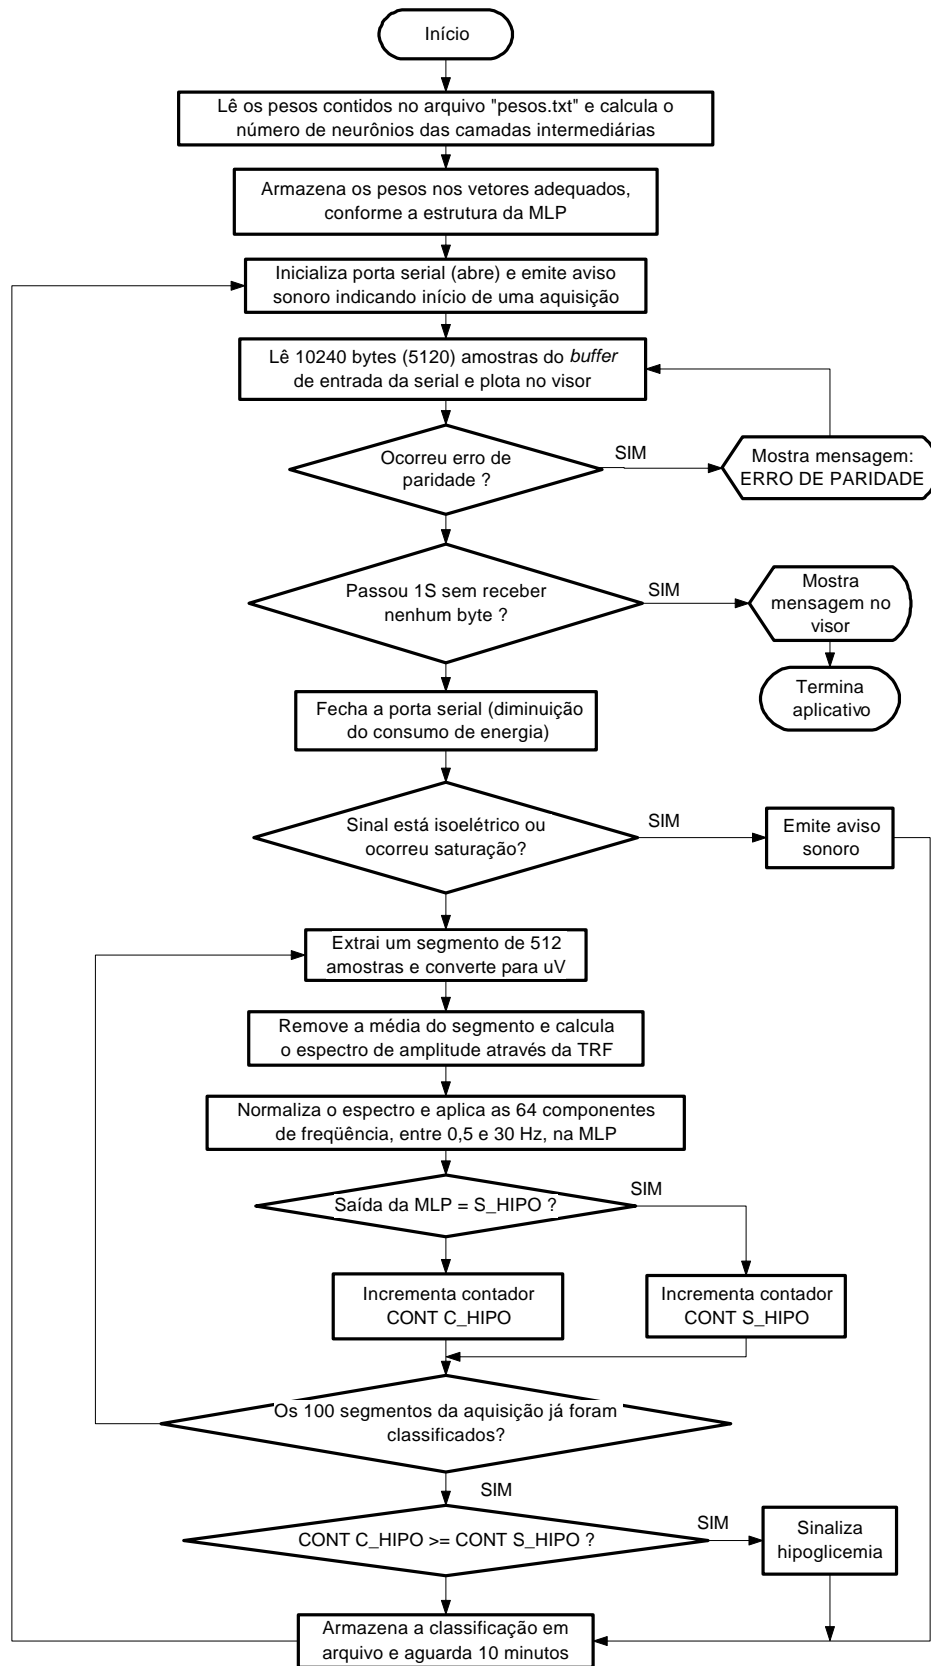 Início
Lê os pesos contidos no arquivo "pesos.txt" e calcula o
número de neurônios das camadas intermediárias
Armazena os pesos nos vetores adequados,
conforme a estrutura da MLP
Inicializa porta serial (abre) e emite aviso
sonoro indicando início de uma aquisição
Lê 10240 bytes (5120) amostras do buffer
de entrada da serial e plota no visor
Ocorreu erro de
paridade ?
SIM
Mostra mensagem:
ERRO DE PARIDADE
Passou 1S sem receber
nenhum byte ?
SIM
Mostra
mensagem no
visor
Termina
aplicativo
Fecha a porta serial (diminuição
do consumo de energia)
Sinal está isoelétrico ou
ocorreu saturação?
SIM
Emite aviso
sonoro
Extrai um segmento de 512
amostras e converte para uV
Remove a média do segmento e calcula
o espectro de amplitude através da TRF
Normaliza o espectro e aplica as 64 componentes
de freqüência, entre 0,5 e 30 Hz, na MLP
Saída da MLP = S_HIPO ?
SIM
Incrementa contador
CONT C_HIPO
Incrementa contador
CONT S_HIPO
Os 100 segmentos da aquisição já foram
classificados?
SIM
CONT C_HIPO >= CONT S_HIPO ?
SIM
Sinaliza
hipoglicemia
Armazena a classificação em
arquivo e aguarda 10 minutos